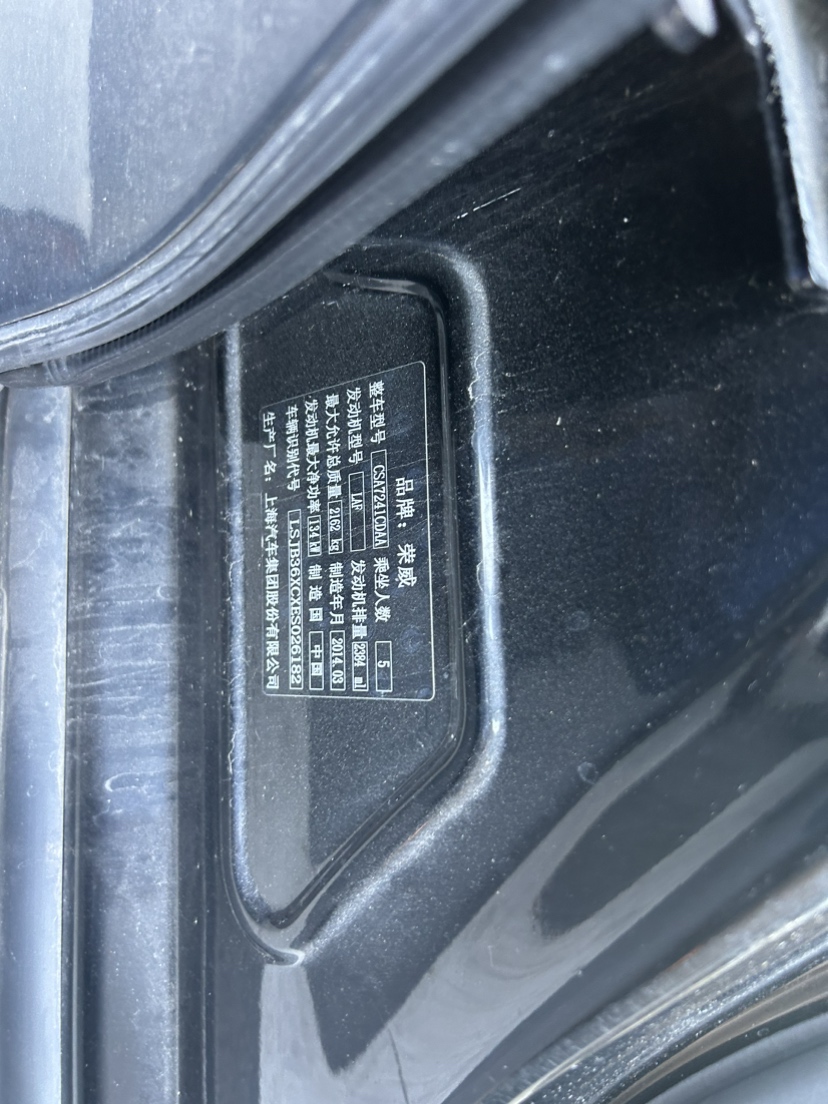 品牌：荣威
整车型号 CSA7241CDAA 乘坐人数 5
发动机型号 LAF 发动机排量 2384 ml
最大允许总质量 2162 kg 制造年月 2014.03
发动机最大净功率 134 kW 制造国 中国
车辆识别代号 LSJB36XCXES026182
生产厂名：上海汽车集团股份有限公司